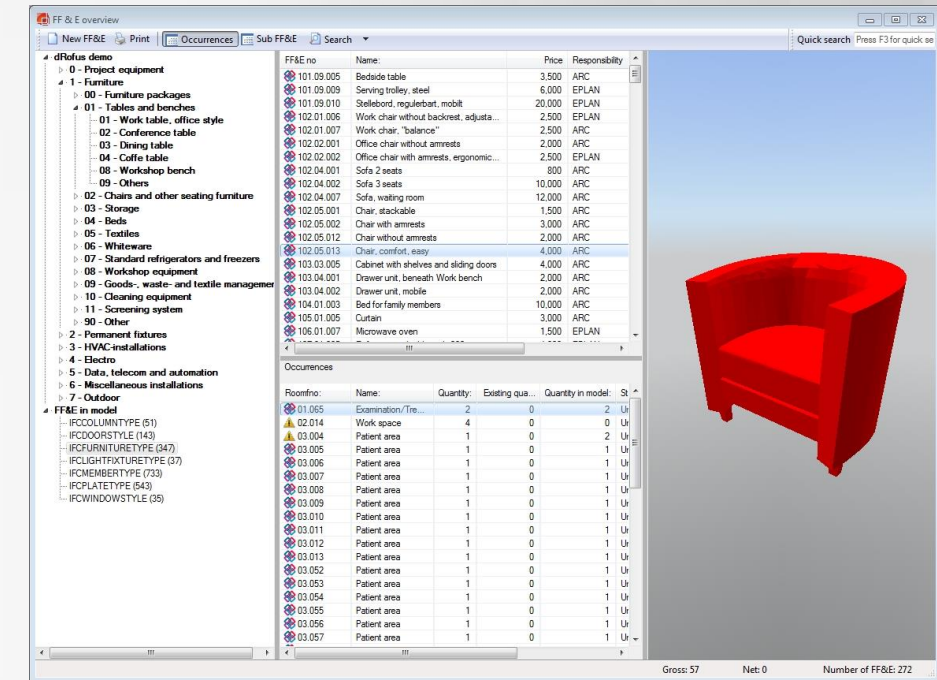 FF & E overview
New FF&E Print Occurrences Sub FF&E Search Quick search Press F3 for quick se
dRofus demo
0 - Project equipment
1 - Furniture
00 - Furniture packages
01 - Tables and benches
01 - Work table, office style
02 - Conference table
03 - Dining table
04 - Coffe table
08 - Workshop bench
09 - Others
02 - Chairs and other seating furniture
03 - Storage
04 - Beds
05 - Textiles
06 - Whiteware
07 - Standard refrigerators and freezers
08 - Workshop equipment
09 - Goods-, waste- and textile managemer
10 - Cleaning equipment
11 - Screening system
90 - Other
2 - Permanent fixtures
3 - HVAC-installations
4 - Electro
5 - Data, telecom and automation
6 - Miscellaneous installations
7 - Outdoor
FF&E in model
IFCCOLUMNTYPE (51)
IFCDOORSTYLE (143)
IFCFURNITURETYPE (347)
IFCLIGHTFIXTURETYPE (37)
IFCMEMBERTYPE (733)
IFCPLATETYPE (543)
IFCWINDOWSTYLE (35)
FF&E no Name: Price Responsibility
101.09.005 Bedside table 3,500 ARC
101.09.009 Serving trolley, steel 6,000 EPLAN
101.09.010 Stellebord, regulerbart, mobilt 20,000 EPLAN
102.01.006 Work chair without backrest, adjusta... 2,500 EPLAN
102.01.007 Work chair, "balance" 2,500 ARC
102.02.001 Office chair without armrests 2,000 ARC
102.02.002 Office chair with armrests, ergonomic... 2,500 EPLAN
102.04.001 Sofa 2 seats 800 ARC
102.04.002 Sofa 3 seats 10,000 ARC
102.04.007 Sofa, waiting room 12,000 ARC
102.05.001 Chair, stackable 1,500 ARC
102.05.002 Chair with armrests 3,000 ARC
102.05.012 Chair without armrests 2,000 ARC
102.05.013 Chair, comfort, easy 4,000 ARC
103.03.005 Cabinet with shelves and sliding doors 4,000 ARC
103.04.001 Drawer unit, beneath Work bench 2,000 ARC
103.04.002 Drawer unit, mobile 2,000 ARC
104.01.003 Bed for family members 10,000 ARC
105.01.005 Curtain 3,000 ARC
106.01.007 Microwave oven 1,500 EPLAN
Occurrences
Roomfno: Name: Quantity: Existing qua... Quantity in model: St
01.065 Examination/Tre... 2 0 2 Ur
02.014 Work space 4 0 0 Ur
03.004 Patient area 1 0 2 Ur
03.005 Patient area 1 0 1 Ur
03.006 Patient area 1 0 1 Ur
03.007 Patient area 1 0 1 Ur
03.008 Patient area 1 0 1 Ur
03.009 Patient area 1 0 1 Ur
03.010 Patient area 1 0 1 Ur
03.011 Patient area 1 0 1 Ur
03.012 Patient area 1 0 1 Ur
03.013 Patient area 1 0 1 Ur
03.052 Patient area 1 0 1 Ur
03.053 Patient area 1 0 1 Ur
03.054 Patient area 1 0 1 Ur
03.055 Patient area 1 0 1 Ur
03.056 Patient area 1 0 1 Ur
03.057 Patient area 1 0 1 Ur
Gross: 57 Net: 0 Number of FF&E: 272